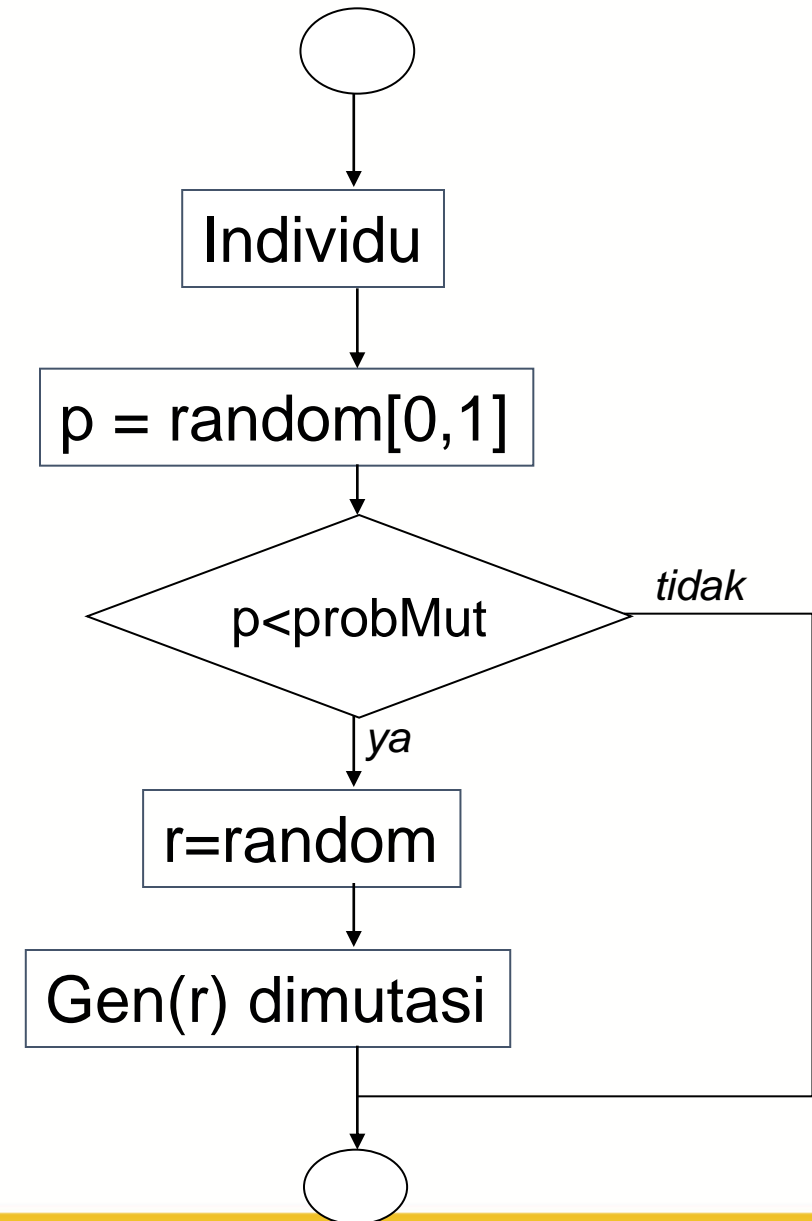 Individu
p = random[0,1]
p<probMut
tidak
ya
r=random
Gen(r) dimutasi